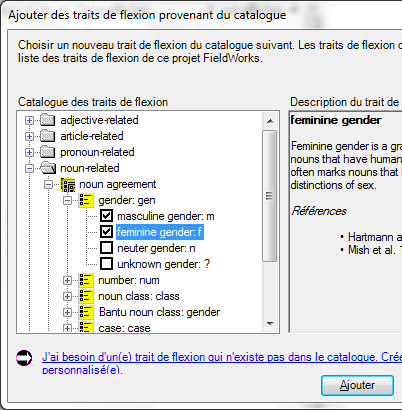 Ajouter des traits de flexion provenant du catalogue
Choisir un nouveau trait de flexion du catalogue suivant. Les traits de flexion
liste des traits de flexion de ce projet FieldWorks.
Catalogue des traits de flexion
adjective-related
article-related
pronoun-related
noun-related
noun agreement
gender: gen
masculine gender: m
feminine gender: f
neuter gender: n
unknown gender: ?
number: num
noun class: class
Bantu noun class: gender
case: case
Description du trait de
feminine gender
Feminine gender is a
nouns that have human
often marks nouns that
distinctions of sex.
Références
• Hartmann a
• Mish et al.
J'ai besoin d'un(e) trait de flexion qui n'existe pas dans le catalogue.
personnalisé(e).
Ajouter